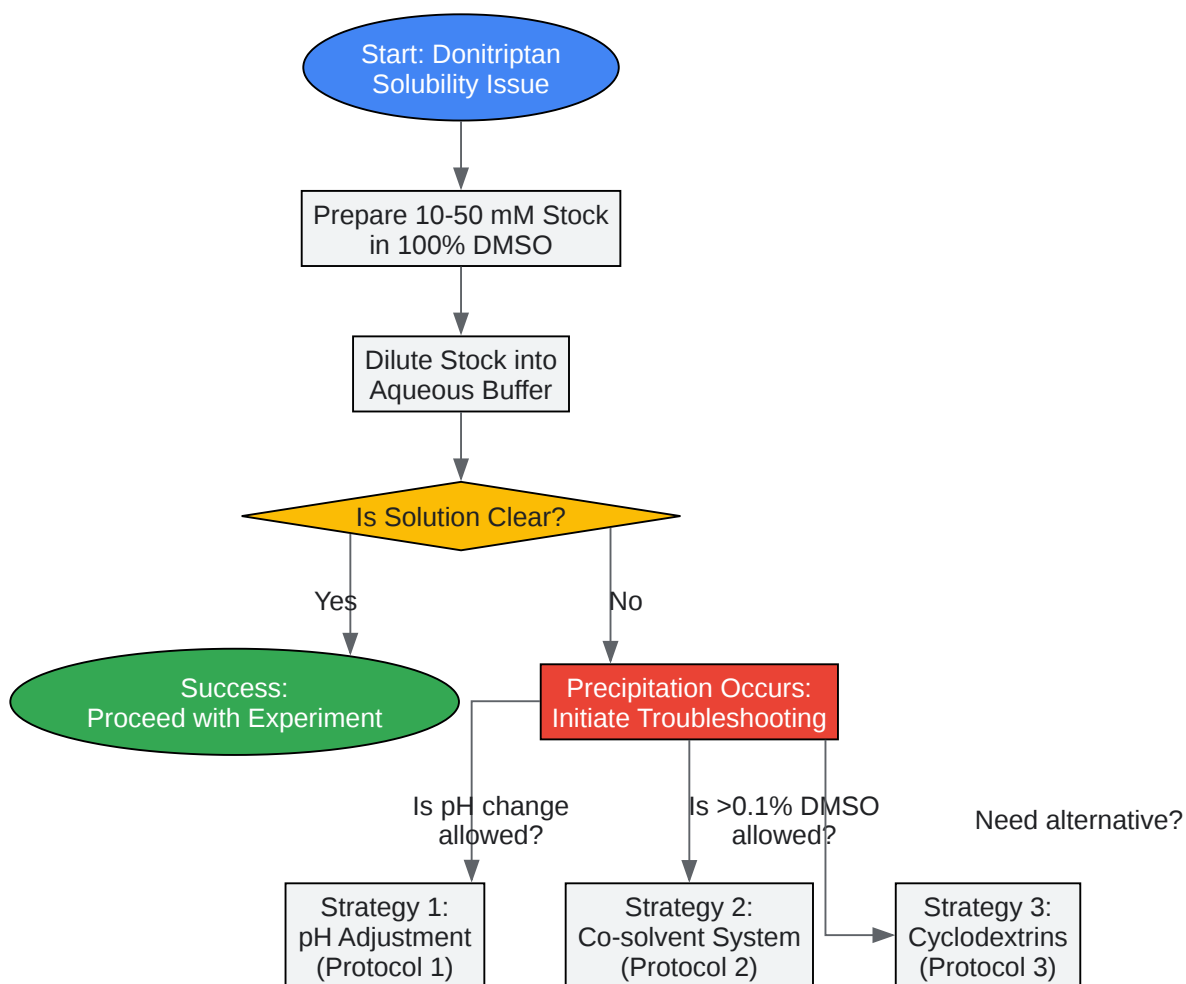 Start: Donitriptan
Solubility Issue
Prepare 10-50 mM Stock
in 100% DMSO
Dilute Stock into
Aqueous Buffer
Is Solution Clear?
Yes
No
Success:
Proceed with Experiment
Precipitation Occurs:
Initiate Troubleshooting
Is pH change
allowed?
Is >0.1% DMSO
allowed?
Need alternative?
Strategy 1:
pH Adjustment
(Protocol 1)
Strategy 2:
Co-solvent System
(Protocol 2)
Strategy 3:
Cyclodextrins
(Protocol 3)